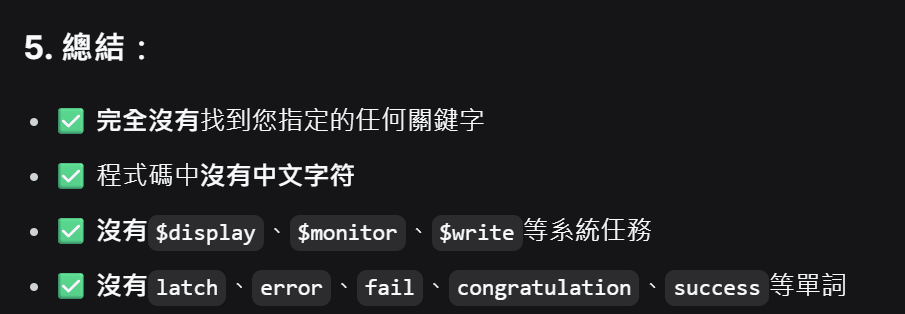 5. 總結：
✅ 完全沒有找到您指定的任何關鍵字
✅ 程式碼中沒有中文字符
✅ 沒有$display、$monitor、$write等系統任務
✅ 沒有latch、error、fail、congratulation、success等單詞